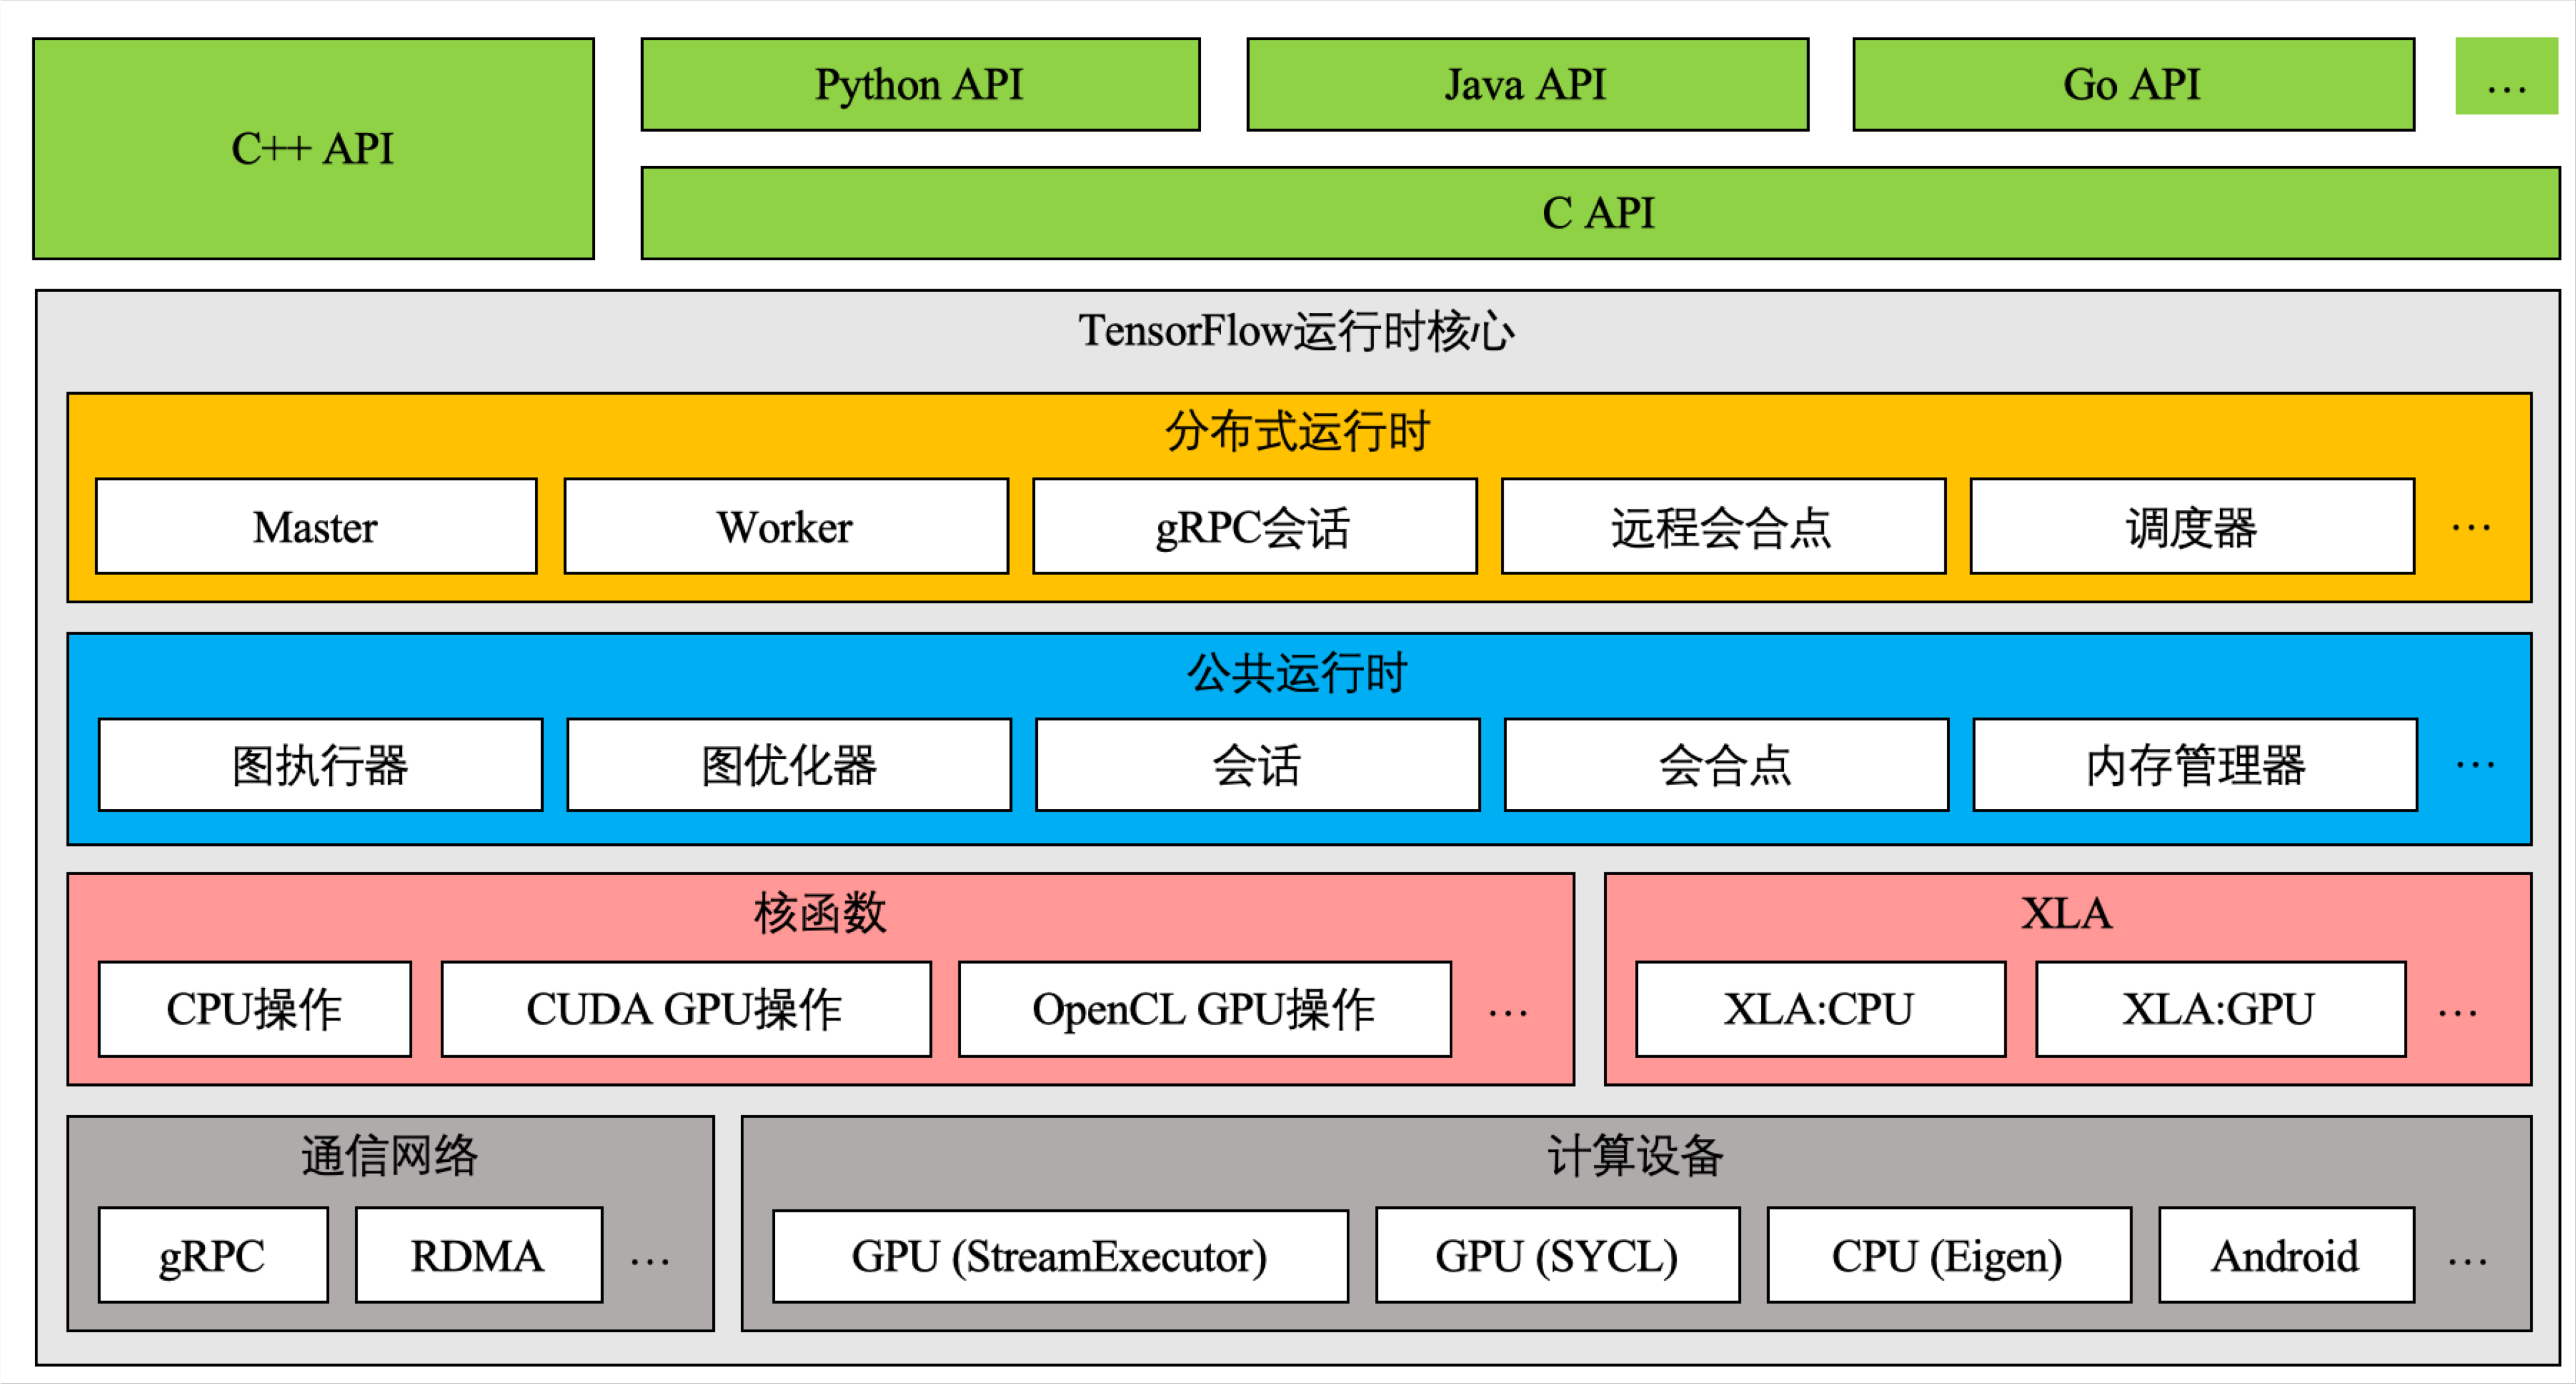 C++ API
Python API
Java API
Go API
…
C API
TensorFlow运行时核心
分布式运行时
Master
Worker
gRPC会话
远程会合点
调度器
…
公共运行时
图执行器
图优化器
会话
会合点
内存管理器
…
核函数
CPU操作
CUDA GPU操作
OpenCL GPU操作
…
XLA
XLA:CPU
XLA:GPU
…
通信网络
gRPC
RDMA
…
计算设备
GPU (StreamExecutor)
GPU (SYCL)
CPU (Eigen)
Android
…